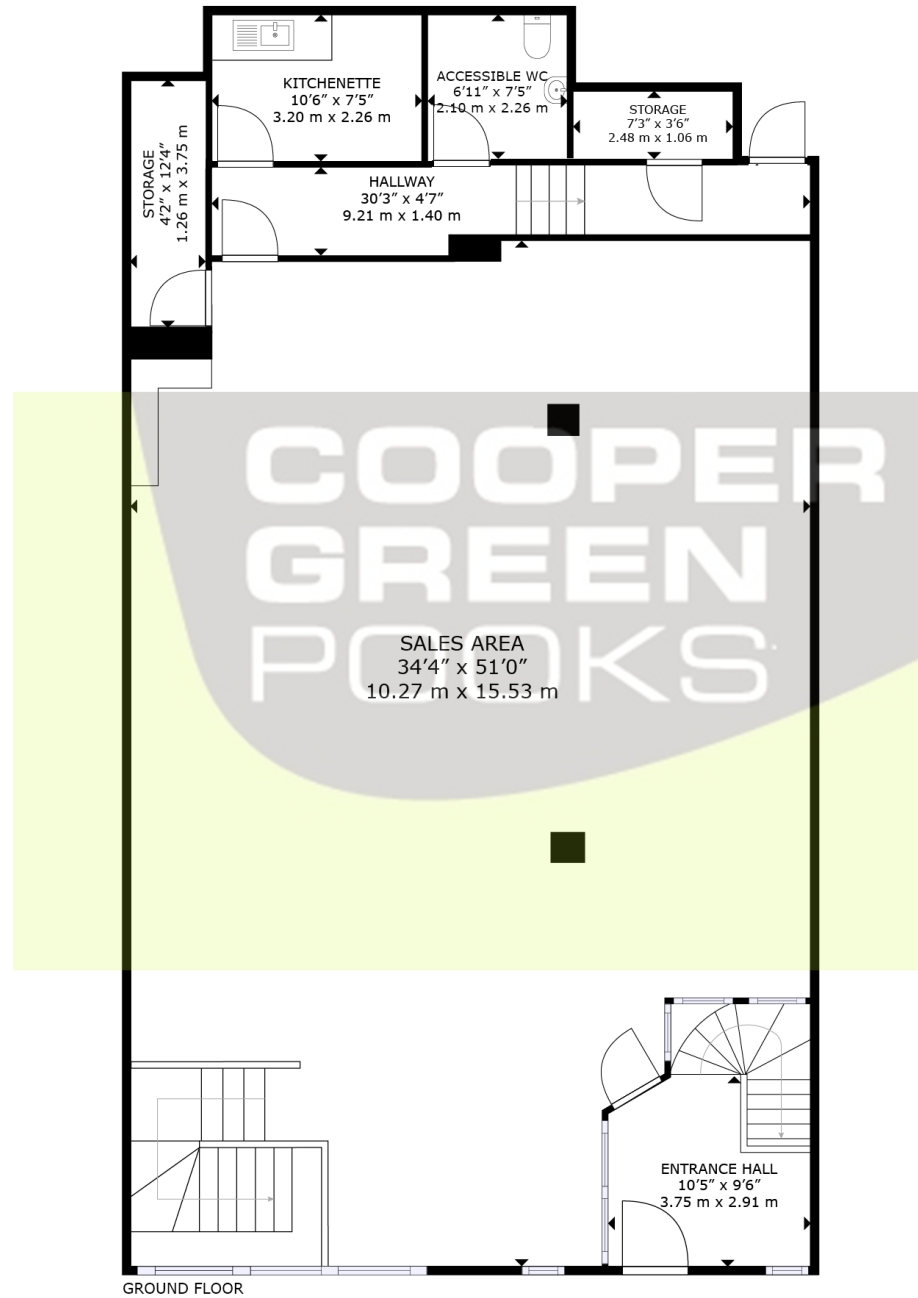 KITCHENETTE
10'6" x 7'5"
3.20 m x 2.26 m
ACCESSIBLE WC
6'11" x 7'5"
2.10 m x 2.26 m
STORAGE
7'3" x 3'6"
2.48 m x 1.06 m
STORAGE
4'2" x 12'4"
1.26 m x 3.75 m
HALLWAY
30'3" x 4'7"
9.21 m x 1.40 m
COOPER
GREEN
POOKS
SALES AREA
34'4" x 51'0"
10.27 m x 15.53 m
ENTRANCE HALL
10'5" x 9'6"
3.75 m x 2.91 m
GROUND FLOOR